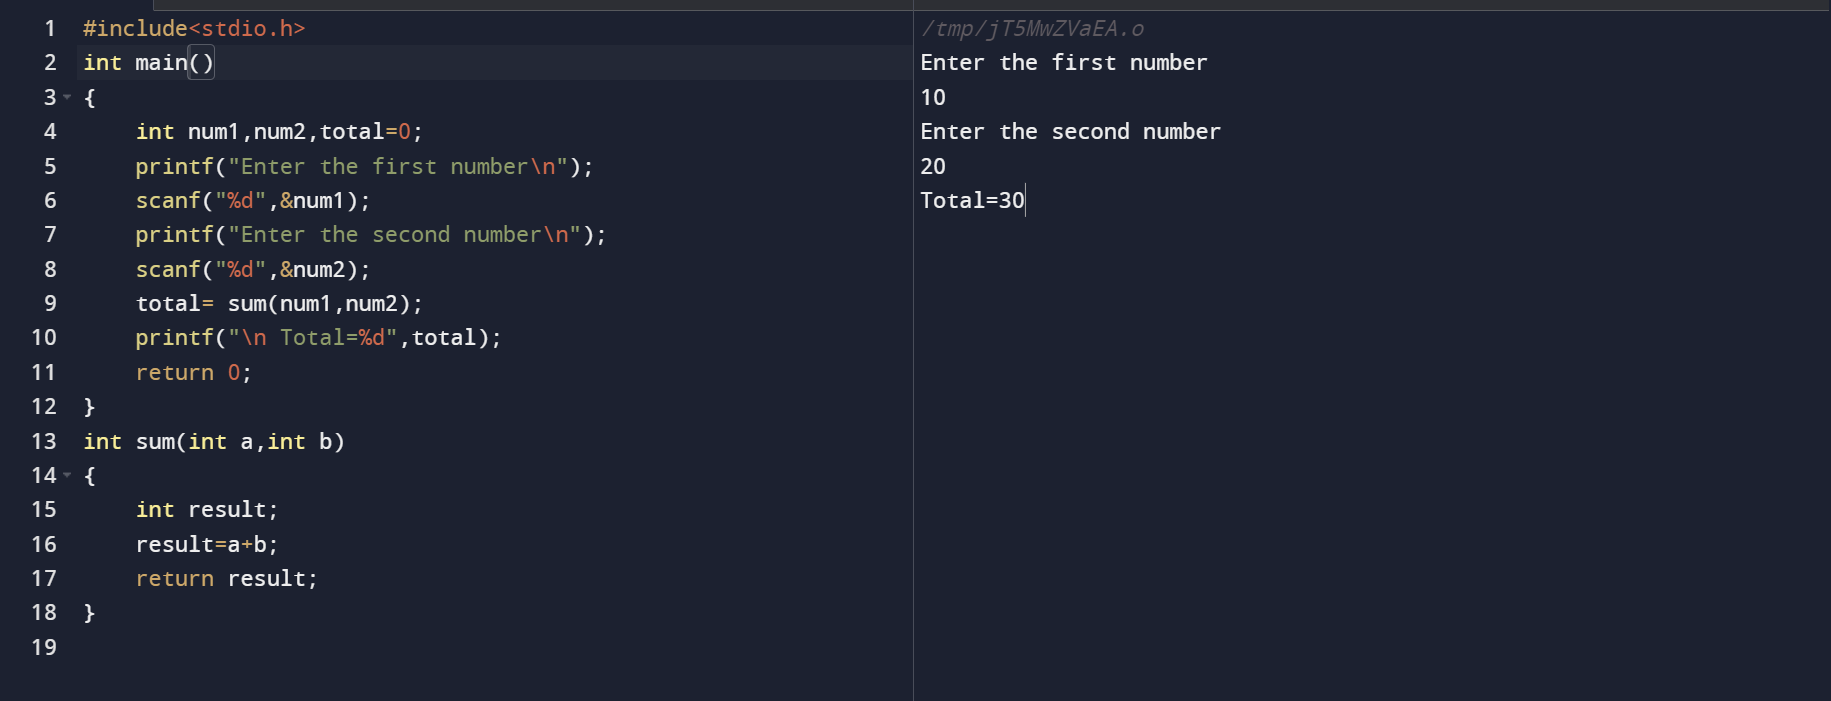 1 #include<stdio.h>
2 int main()
3 {
4     int num1,num2,total=0;
5     printf("Enter the first number\n");
6     scanf("%d",&num1);
7     printf("Enter the second number\n");
8     scanf("%d",&num2);
9     total= sum(num1,num2);
10     printf("\n Total=%d",total);
11     return 0;
12 }
13 int sum(int a,int b)
14 {
15     int result;
16     result=a+b;
17     return result;
18 }
19
/tmp/jT5MwZVaEA.o
Enter the first number
10
Enter the second number
20
Total=30